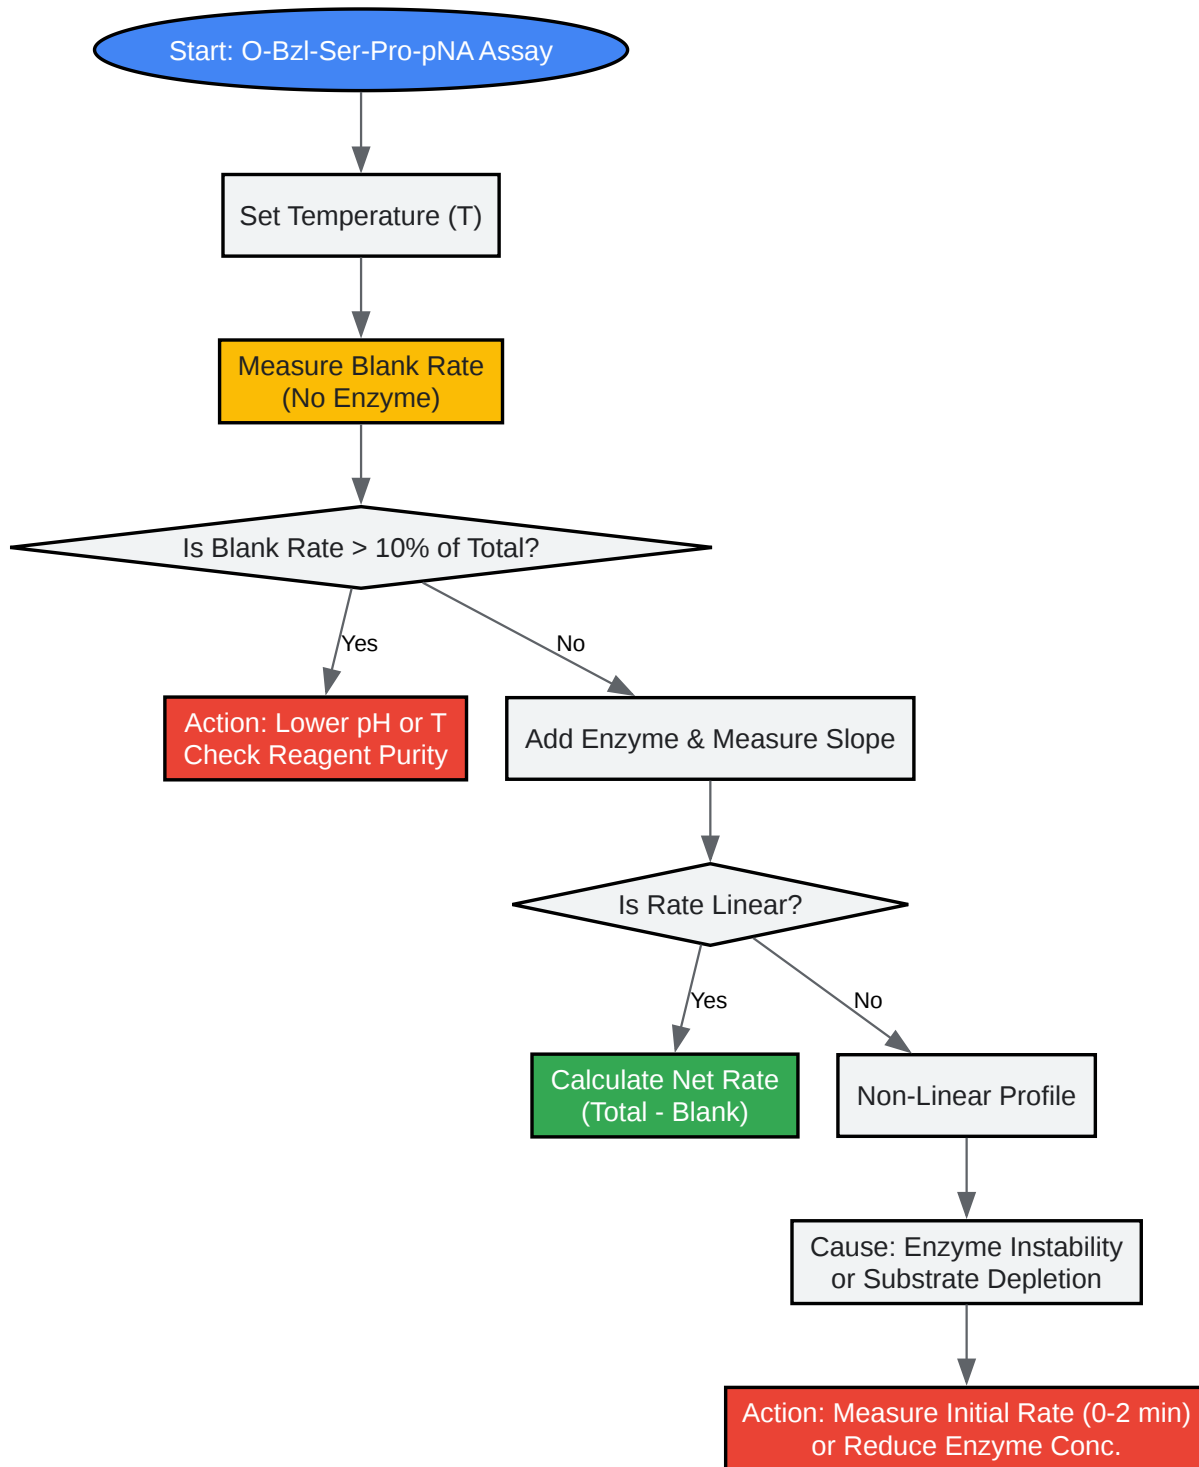 Start: O-Bzl-Ser-Pro-pNA Assay
Set Temperature (T)
Measure Blank Rate
(No Enzyme)
Is Blank Rate > 10% of Total?
Yes
No
Action: Lower pH or T
Check Reagent Purity
Add Enzyme & Measure Slope
Is Rate Linear?
Yes
No
Calculate Net Rate
(Total - Blank)
Non-Linear Profile
Cause: Enzyme Instability
or Substrate Depletion
Action: Measure Initial Rate (0-2 min)
or Reduce Enzyme Conc.